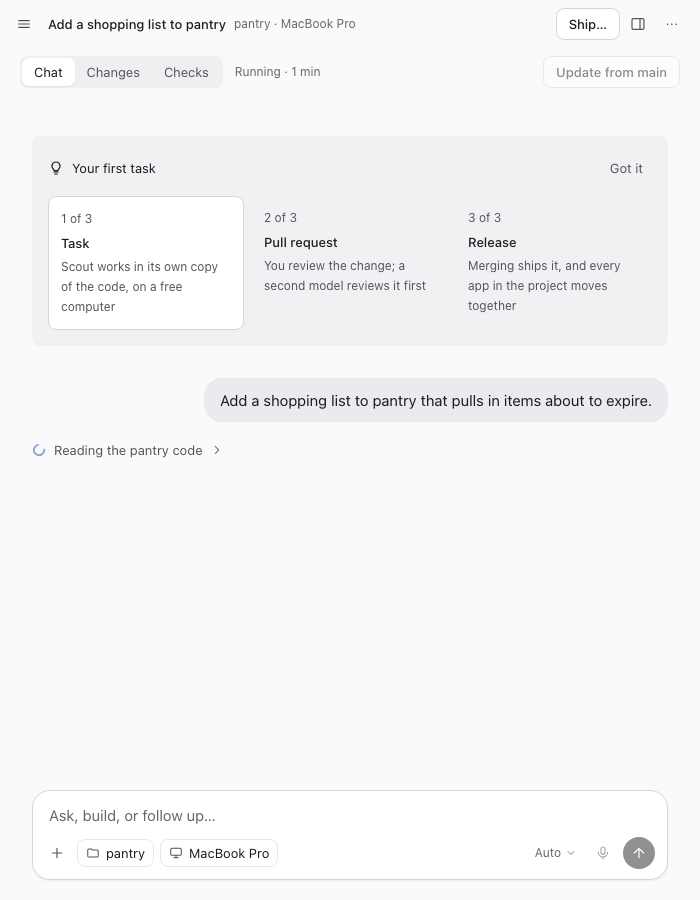 Add a shopping list to pantry pantry · MacBook Pro Ship...
Chat Changes Checks Running · 1 min Update from main
Your first task Got it
1 of 3
Task
Scout works in its own copy
of the code, on a free
computer
2 of 3
Pull request
You review the change; a
second model reviews it first
3 of 3
Release
Merging ships it, and every
app in the project moves
together
Add a shopping list to pantry that pulls in items about to expire.
Reading the pantry code
Ask, build, or follow up...
pantry MacBook Pro Auto